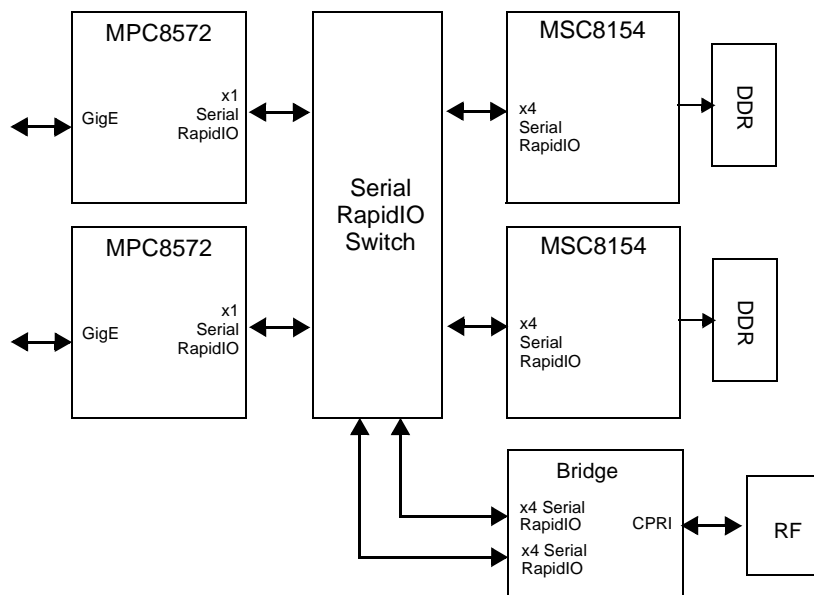 MPC8572
GigE
x1
Serial
RapidIO
Serial
RapidIO
Switch
MSC8154
x4
Serial
RapidIO
DDR
MPC8572
GigE
x1
Serial
RapidIO
MSC8154
x4
Serial
RapidIO
DDR
Bridge
x4 Serial
RapidIO
x4 Serial
RapidIO
CPRI
RF